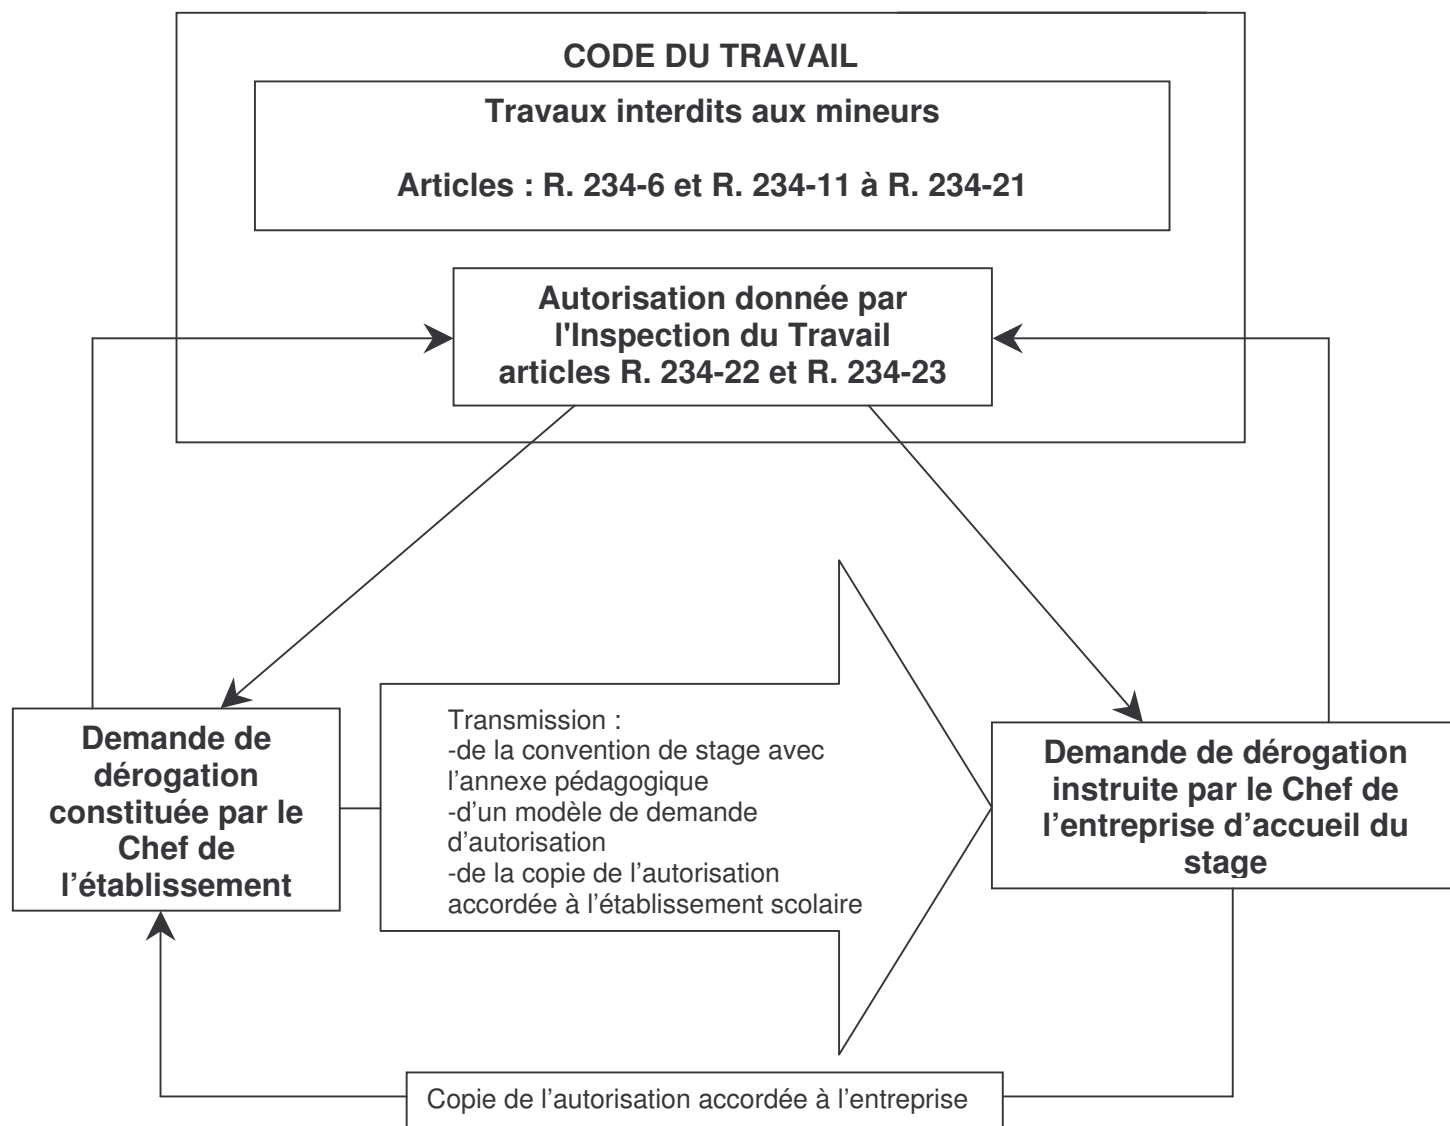 CODE DU TRAVAIL
Travaux interdits aux mineurs
Articles : R. 234-6 et R. 234-11 à R. 234-21
Autorisation donnée par
l'Inspection du Travail
articles R. 234-22 et R. 234-23
Demande de
dérogation
constituée par le
Chef de
l’établissement
Transmission :
-de la convention de stage avec
l’annexe pédagogique
-d’un modèle de demande
d’autorisation
-de la copie de l’autorisation
accordée à l’établissement scolaire
Demande de dérogation
instruite par le Chef de
l’entreprise d’accueil du
stage
Copie de l’autorisation accordée à l’entreprise